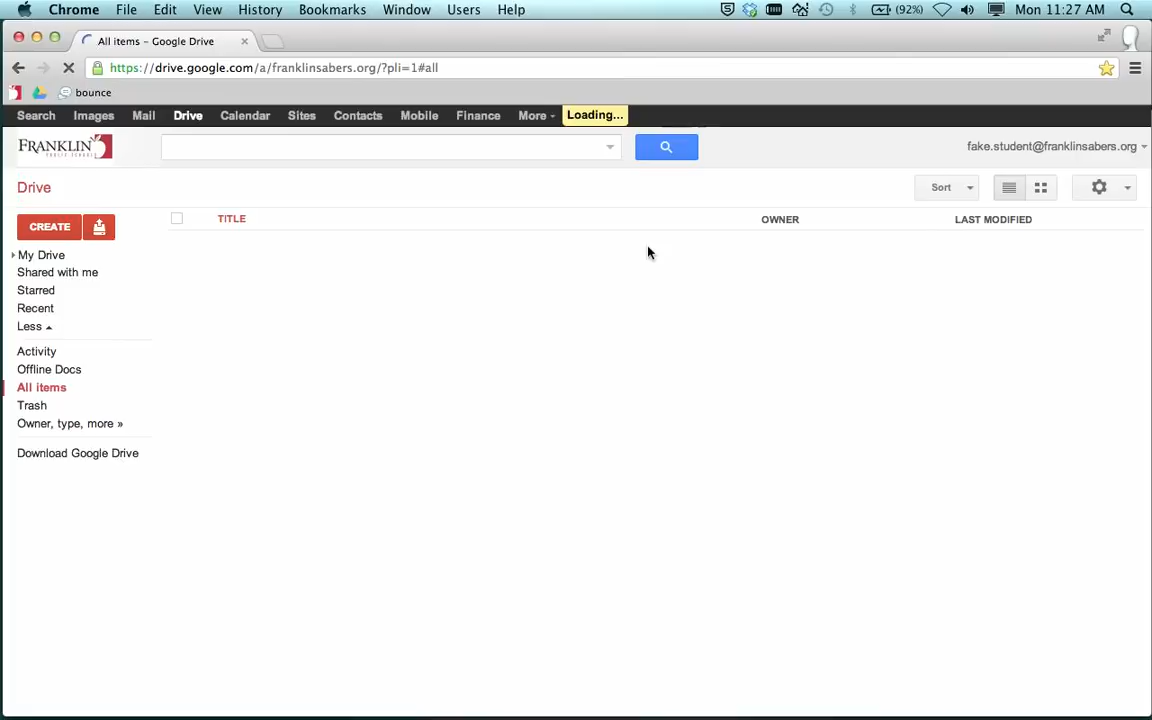 Chrome File Edit View History Bookmarks Window Users Help (92%) Mon 11:27 AM
All items – Google Drive
https://drive.google.com/a/franklinsabers.org/?pli=1#all
bounce
Search Images Mail Drive Calendar Sites Contacts Mobile Finance More Loading...
FRANKLIN fake.student@franklinsabers.org
PUBLIC SCHOOLS
Drive Sort
CREATE TITLE OWNER LAST MODIFIED
My Drive
Shared with me
Starred
Recent
Less
Activity
Offline Docs
All items
Trash
Owner, type, more »
Download Google Drive